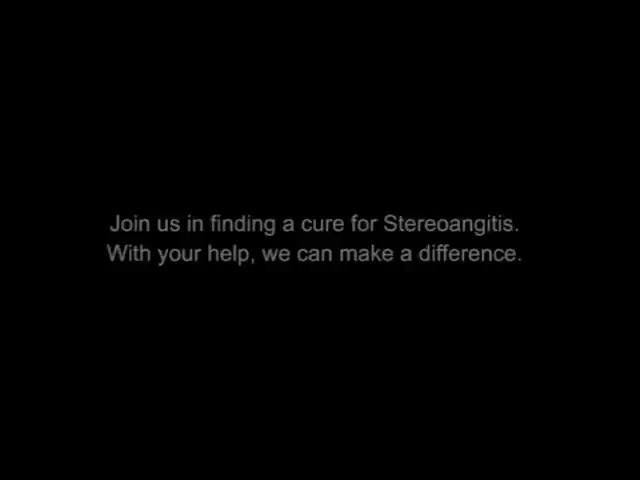 Join us in finding a cure for Stereoangitis.
With your help, we can make a difference.